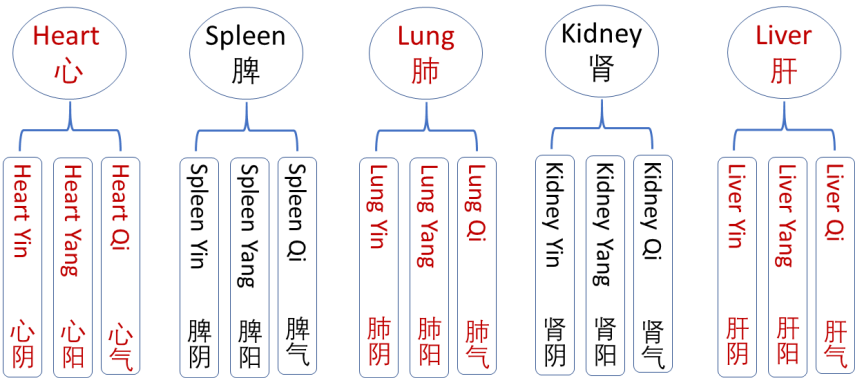 Heart
心
Spleen
脾
Lung
肺
Kidney
肾
Liver
肝
Heart Yin
心阴
Heart Yang
心阳
Heart Qi
心气
Spleen Yin
脾阴
Spleen Yang
脾阳
Spleen Qi
脾气
Lung Yin
肺阴
Lung Yang
肺阳
Lung Qi
肺气
Kidney Yin
肾阴
Kidney Yang
肾阳
Kidney Qi
肾气
Liver Yin
肝阴
Liver Yang
肝阳
Liver Qi
肝气